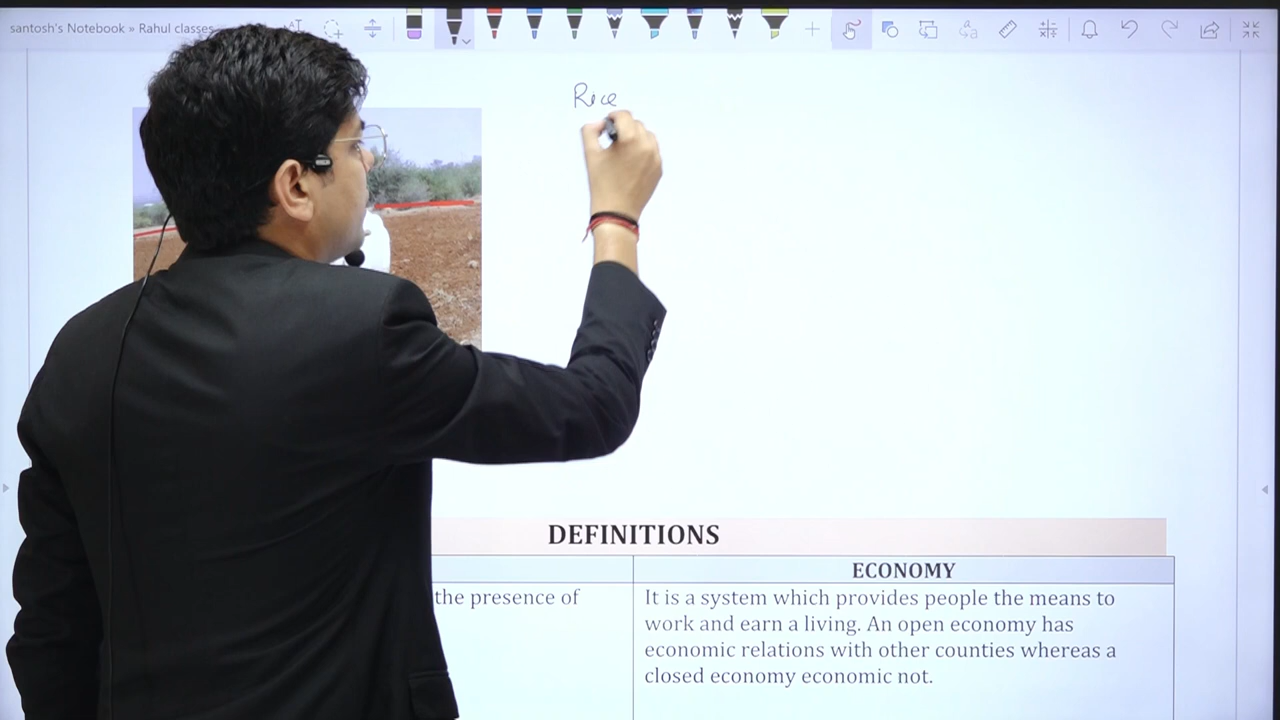 santosh's Notebook » Rahul classes
Rice
DEFINITIONS
ECONOMY
the presence of
It is a system which provides people the means to
work and earn a living. An open economy has
economic relations with other counties whereas a
closed economy economic not.